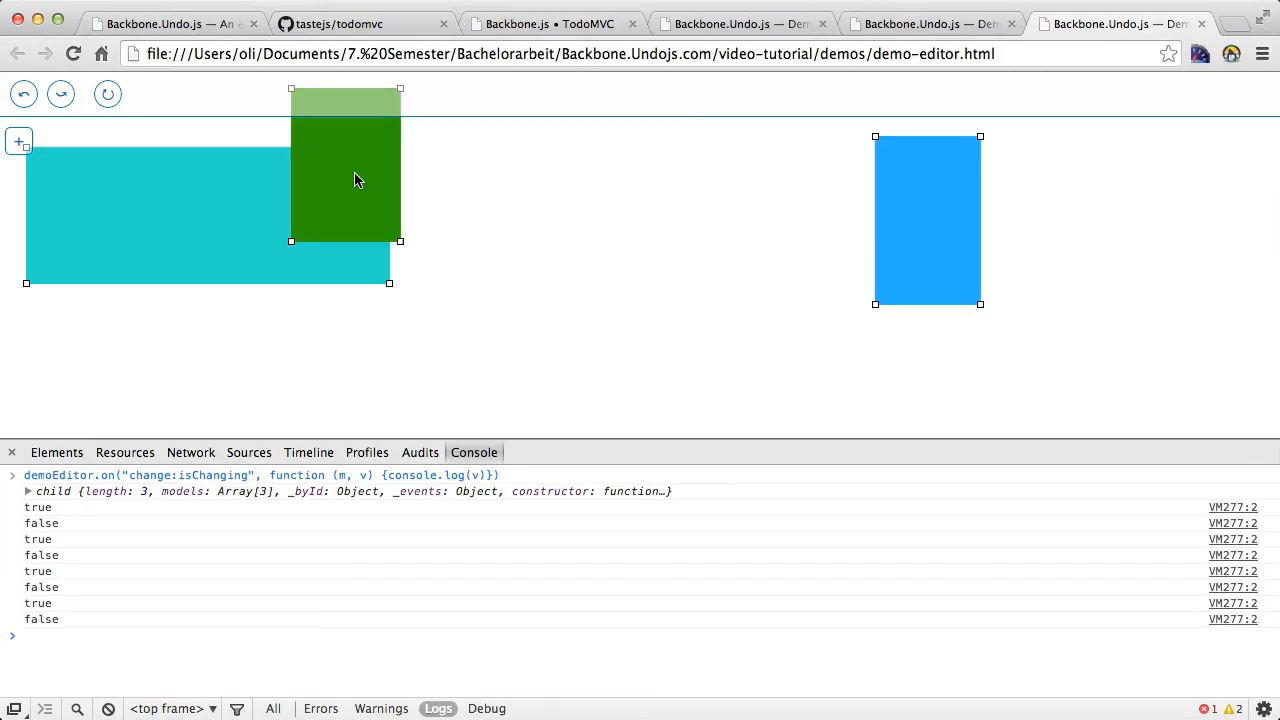 Backbone.Undo.js — An e
tastejs/todomvc
Backbone.js • TodoMVC
Backbone.Undo.js — Dem
Backbone.Undo.js — Dem
Backbone.Undo.js — Dem
file:///Users/oli/Documents/7.%20Semester/Bachelorarbeit/Backbone.Undojs.com/video-tutorial/demos/demo-editor.html
Elements Resources Network Sources Timeline Profiles Audits Console
demoEditor.on("change:isChanging", function (m, v) {console.log(v)})
child {length: 3, models: Array[3], _byId: Object, _events: Object, constructor: function…}
true VM277:2
false VM277:2
true VM277:2
false VM277:2
true VM277:2
false VM277:2
true VM277:2
false VM277:2
<top frame> All Errors Warnings Logs Debug 1 2